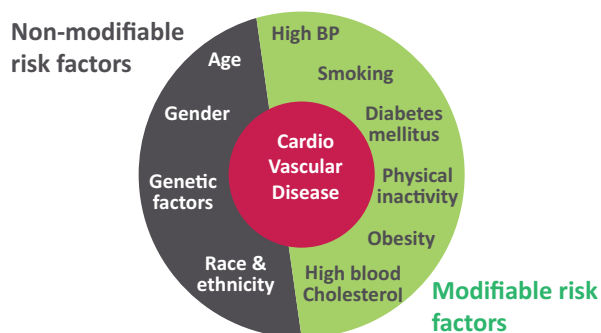 Non-modifiable
risk factors
Age
Gender
Genetic
factors
Race &
ethnicity
Cardio
Vascular
Disease
High BP
Smoking
Diabetes
mellitus
Physical
inactivity
Obesity
High blood
Cholesterol
Modifiable risk
factors